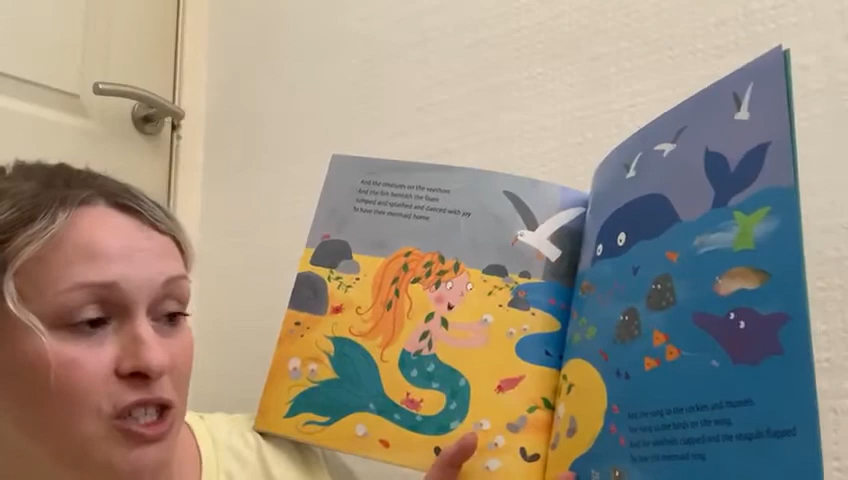 And the creatures on the seashore
And the fish beneath the foam
Jumped and splashed and danced with joy
To have their mermaid home.
And she sang to the cockles and mussels
She sang to the birds on the wing,
And the seashells clapped and the seagulls flapped
To hear the mermaid sing.